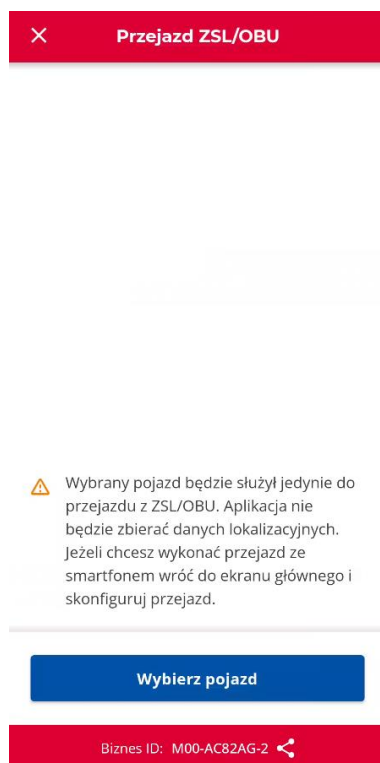 Przejazd ZSL/OBU
Wybrany pojazd będzie służył jedynie do
przejazdu z ZSL/OBU. Aplikacja nie
będzie zbierać danych lokalizacyjnych.
Jeżeli chcesz wykonać przejazd ze
smartfonem wróć do ekranu głównego i
skonfiguruj przejazd.
Wybierz pojazd
Biznes ID: M00-AC82AG-2